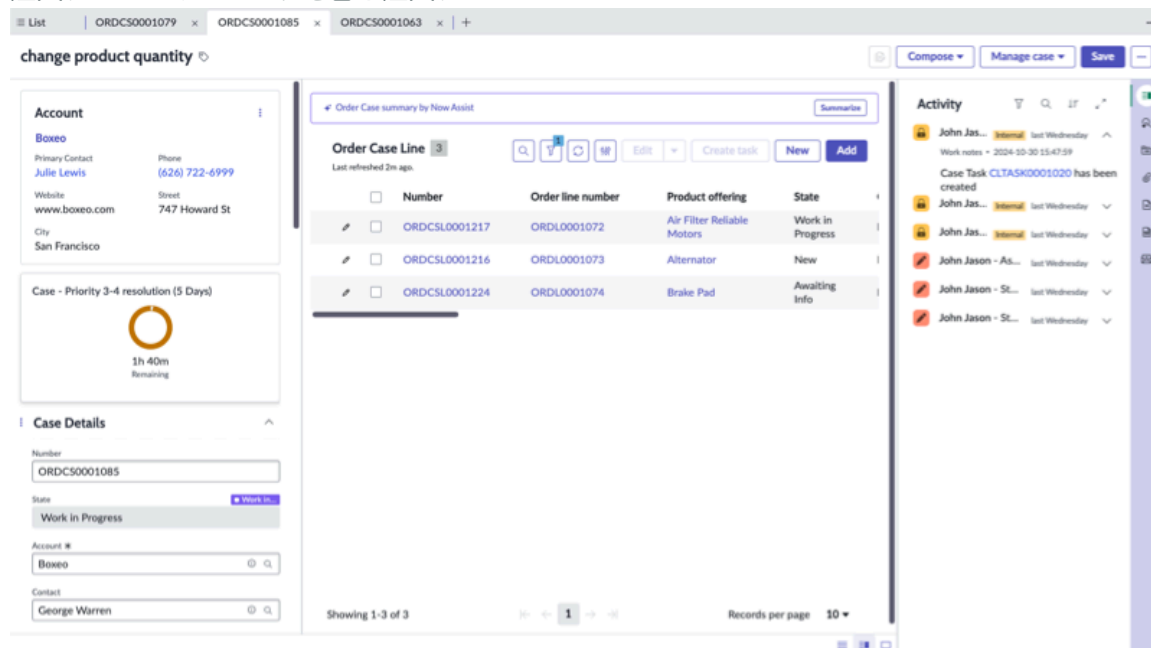 List
ORDCS0001079
ORDCS0001085
ORDCS0001063
change product quantity
Compose
Manage case
Save
Account
Boxeo
Primary Contact
Phone
Julie Lewis
(626) 722-6999
Website
Street
www.boxeo.com
747 Howard St
City
San Francisco
Case - Priority 3-4 resolution (5 Days)
1h 40m
Remaining
Case Details
Number
ORDCS0001085
State
Work in...
Work in Progress
Account
Boxeo
Contact
George Warren
Order Case summary by Now Assist
Summarize
Order Case Line 3
Last refreshed 2m ago.
1
Edit
Create task
New
Add
Number Order line number Product offering State
ORDCSL0001217 ORDL0001072 Air Filter Reliable Motors Work in Progress
ORDCSL0001216 ORDL0001073 Alternator New
ORDCSL0001224 ORDL0001074 Brake Pad Awaiting Info
Showing 1-3 of 3
1
Records per page 10
Activity
John Jas... Internal last Wednesday
Work notes • 2024-10-30 15:47:59
Case Task CLTASK0001020 has been
created
John Jas... Internal last Wednesday
John Jas... Internal last Wednesday
John Jason - As... last Wednesday
John Jason - St... last Wednesday
John Jason - St... last Wednesday